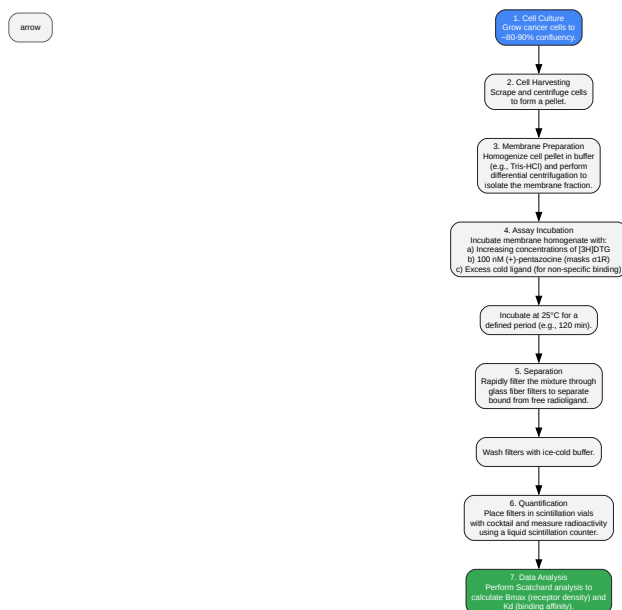 arrow
1. Cell Culture
Grow cancer cells to
~80-90% confluency.
2. Cell Harvesting
Scrape and centrifuge cells
to form a pellet.
3. Membrane Preparation
Homogenize cell pellet in buffer
(e.g., Tris-HCl) and perform
differential centrifugation to
isolate the membrane fraction.
4. Assay Incubation
Incubate membrane homogenate with:
a) Increasing concentrations of [3H]DTG
b) 100 nM (+)-pentazocine (masks σ1R)
c) Excess cold ligand (for non-specific binding)
Incubate at 25°C for a
defined period (e.g., 120 min).
5. Separation
Rapidly filter the mixture through
glass fiber filters to separate
bound from free radioligand.
Wash filters with ice-cold buffer.
6. Quantification
Place filters in scintillation vials
with cocktail and measure radioactivity
using a liquid scintillation counter.
7. Data Analysis
Perform Scatchard analysis to
calculate Bmax (receptor density) and
Kd (binding affinity).